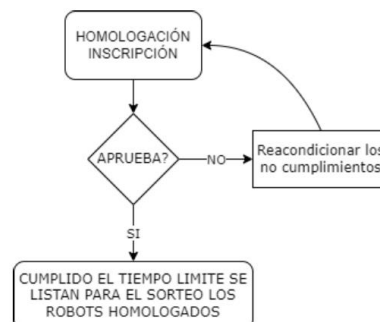 HOMOLOGACIÓN
INSCRIPCIÓN
APRUEBA?
NO
Reacondicionar los
no cumplimientos
SI
CUMPLIDO EL TIEMPO LIMITE SE
LISTAN PARA EL SORTEO LOS
ROBOTS HOMOLOGADOS